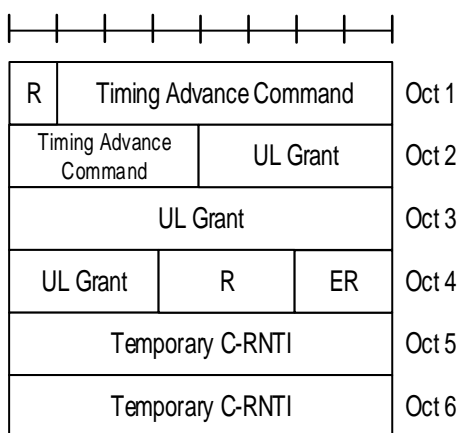 R Timing Advance Command Oct 1
Timing Advance
Command UL Grant Oct 2
UL Grant Oct 3
UL Grant R ER Oct 4
Temporary C-RNTI Oct 5
Temporary C-RNTI Oct 6